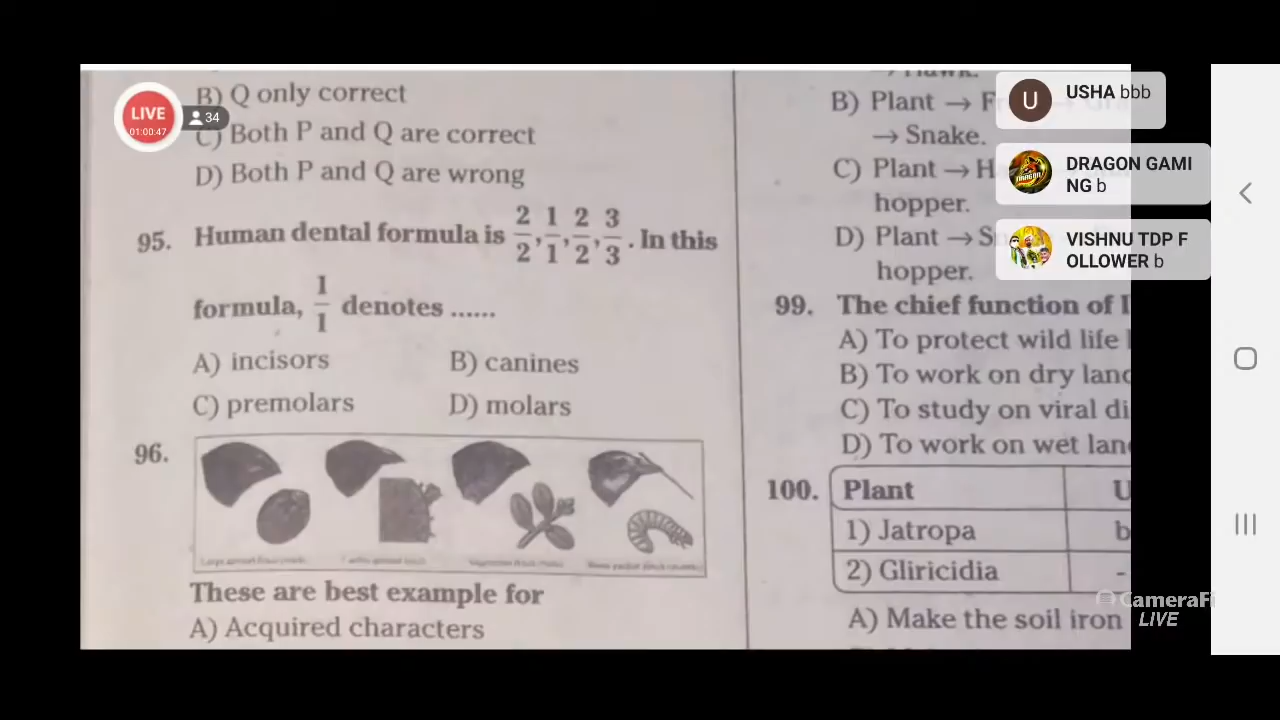 B) Q only correct
C) Both P and Q are correct
D) Both P and Q are wrong
95. Human dental formula is 2/2, 1/1, 2/2, 3/3. In this
formula, 1/1 denotes ......
A) incisors B) canines
C) premolars D) molars
96.
These are best example for
A) Acquired characters
B) Plant →
→ Snake.
C) Plant →
hopper.
D) Plant →
hopper.
99. The chief function of
A) To protect wild life
B) To work on dry
C) To study on viral
D) To work on wet
100. Plant
1) Jatropa
2) Gliricidia -
A) Make the soil iron
LIVE
01:00:47
34
U
USHA bbb
DRAGON GAMI
NG b
VISHNU TDP F
OLLOWER b
LIVE